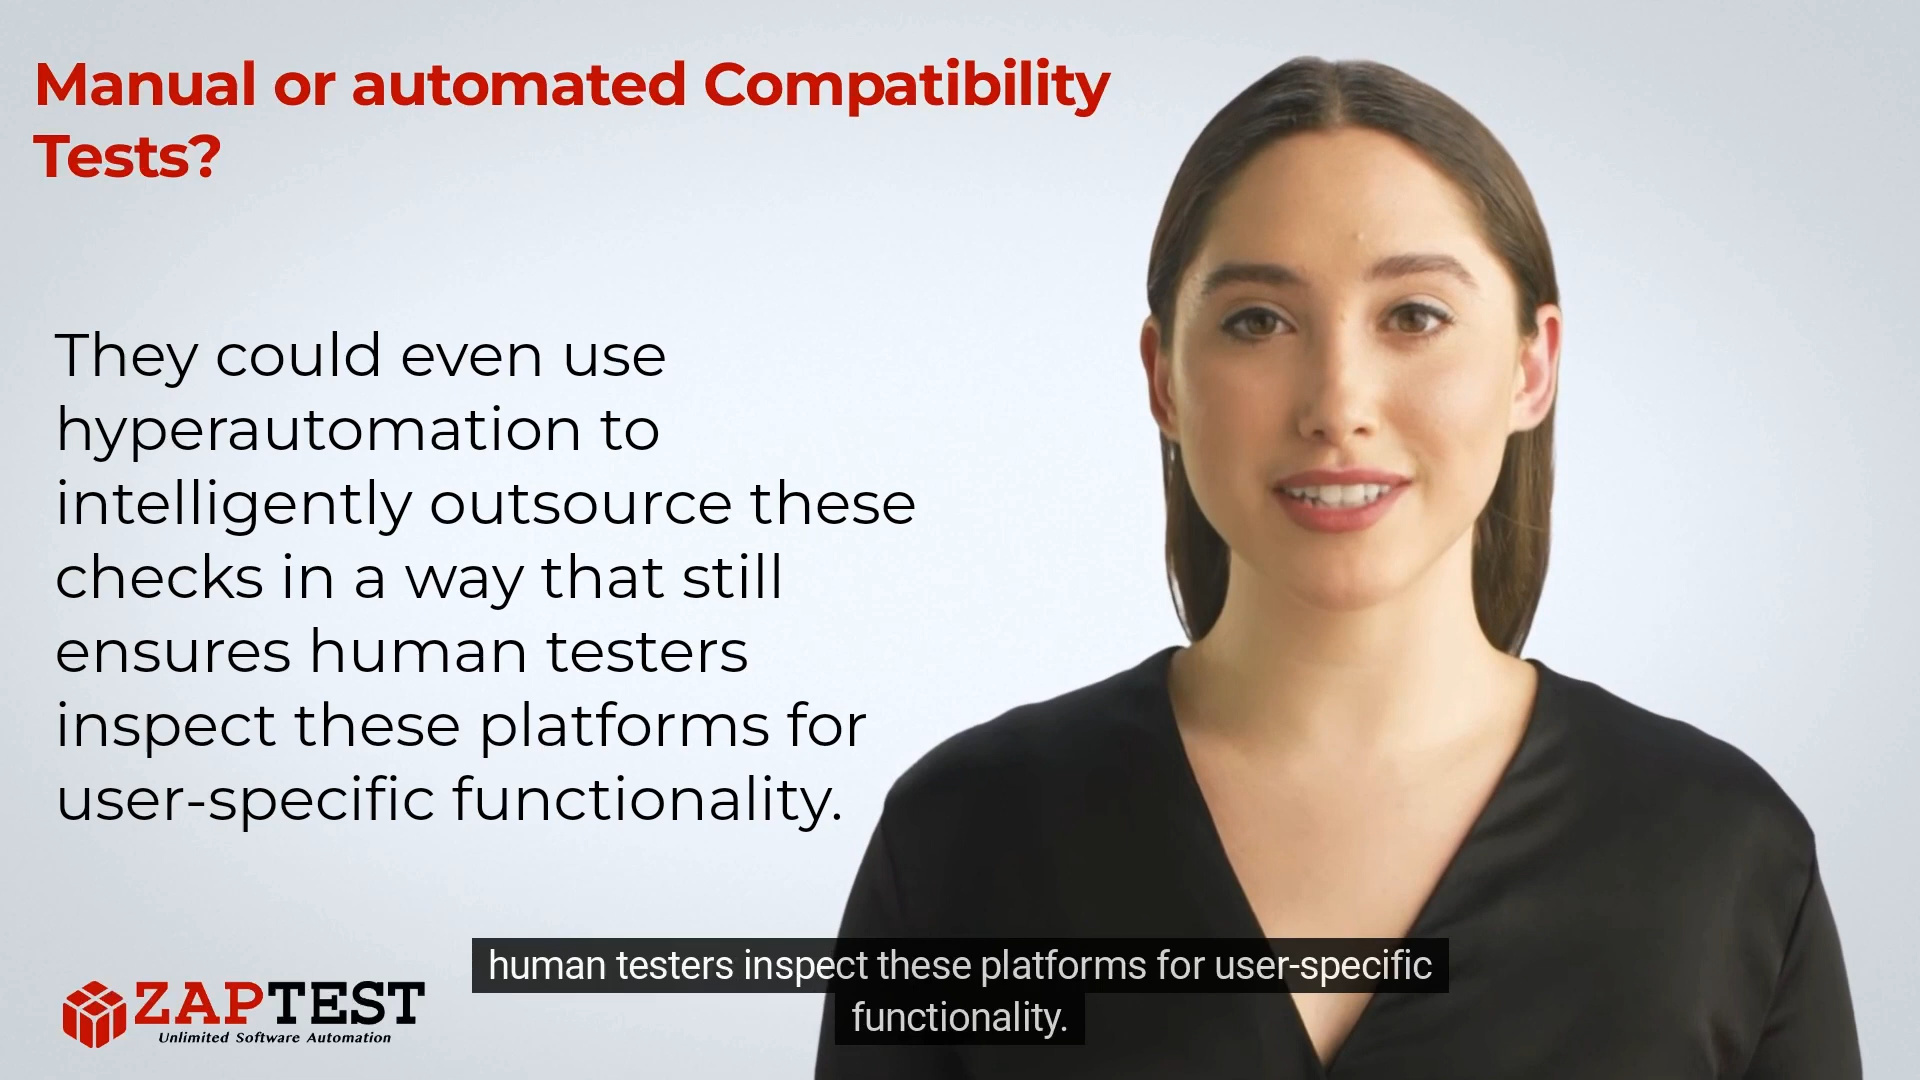 Manual or automated Compatibility
Tests?
They could even use
hyperautomation to
intelligently outsource these
checks in a way that still
ensures human testers
inspect these platforms for
user-specific functionality.
human testers inspect these platforms for user-specific
functionality.
ZAPTEST
Unlimited Software Automation